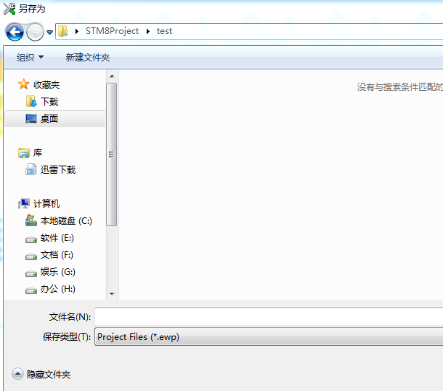 另存为
STM8Project
test
组织
新建文件夹
没有与搜索条件匹配的
收藏夹
下载
桌面
库
迅雷下载
计算机
本地磁盘 (C:)
软件 (E:)
文档 (F:)
娱乐 (G:)
办公 (H:)
文件名(N):
保存类型(T): Project Files (*.ewp)
隐藏文件夹